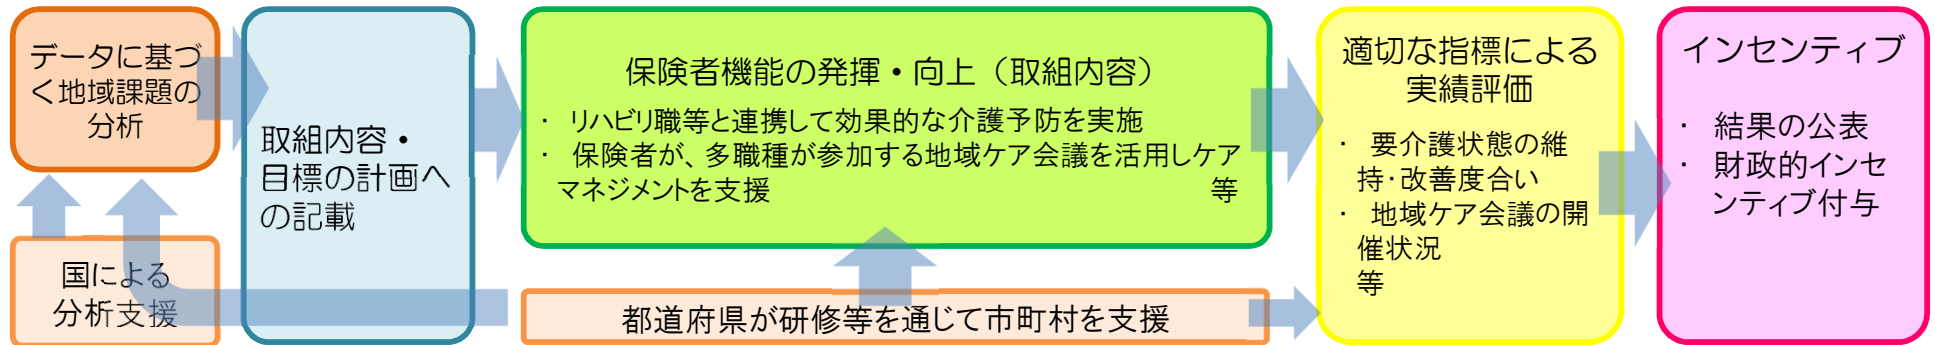 データに基づ
く地域課題の
分析
国による
分析支援
取組内容・
目標の計画へ
の記載
保険者機能の発揮・向上（取組内容）
・ リハビリ職等と連携して効果的な介護予防を実施
・ 保険者が、多職種が参加する地域ケア会議を活用しケア
マネジメントを支援 等
都道府県が研修等を通じて市町村を支援
適切な指標による
実績評価
・ 要介護状態の維
持・改善度合い
・ 地域ケア会議の開
催状況
等
インセンティブ
・ 結果の公表
・ 財政的インセ
ンティブ付与